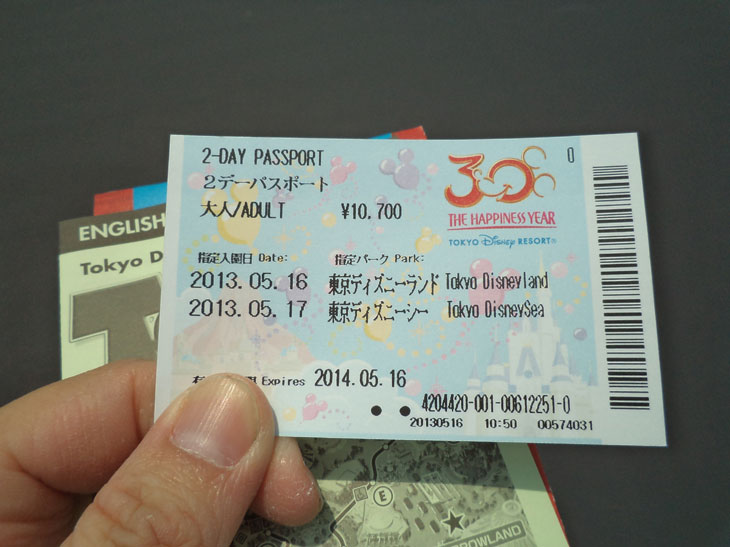 2-DAY PASSPORT
2デーパスポート
大人/ADULT ¥10,700
30
THE HAPPINESS YEAR
TOKYO Disney RESORT®
0
指定入園日 Date: 指定パーク Park:
2013.05.16 東京ディズニーランド Tokyo Disneyland
2013.05.17 東京ディズニーシー Tokyo DisneySea
Expires 2014.05.16
4204420-001-00612251-0
20130516 10:50 00574031
ENGLISH
Tokyo D
E